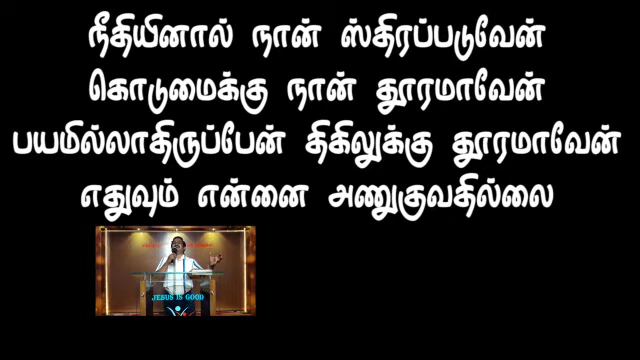 நீதியினால் நான் ஸ்திரப்படுவேன்
கொடுமைக்கு நான் தூரமாவேன்
பயமில்லாதிருப்பேன் திகிலுக்கு தூரமாவேன்
எதுவும் என்னை அணுகுவதில்லை
JESUS IS GOOD